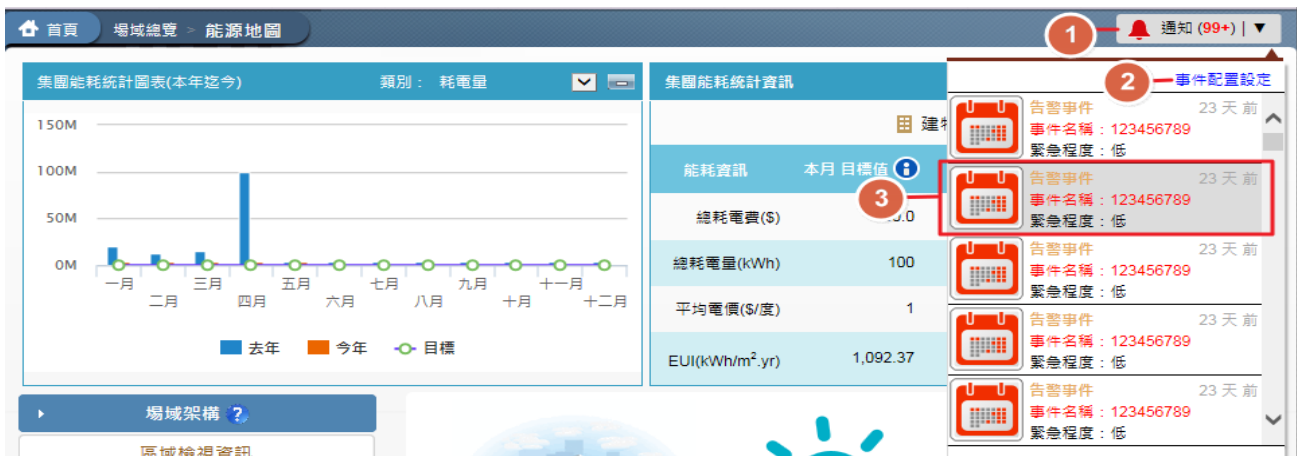 首頁 場域總覽 > 能源地圖
1 通知 (99+) | ▼
集團能耗統計圖表(本年迄今) 類別： 耗電量
150M
100M
50M
0M
一月 二月 三月 四月 五月 六月 七月 八月 九月 十月 十一月 十二月
去年 今年 目標
集團能耗統計資訊
能耗資訊 本月 目標值
總耗電費($)
總耗電量(kWh) 100
平均電價($/度) 1
EUI(kWh/m².yr) 1,092.37
2 事件配置設定
告警事件 23 天 前
事件名稱：123456789
緊急程度：低
3
告警事件 23 天 前
事件名稱：123456789
緊急程度：低
告警事件 23 天 前
事件名稱：123456789
緊急程度：低
告警事件 23 天 前
事件名稱：123456789
緊急程度：低
告警事件 23 天 前
事件名稱：123456789
緊急程度：低
場域架構 ?
區域檢視資訊